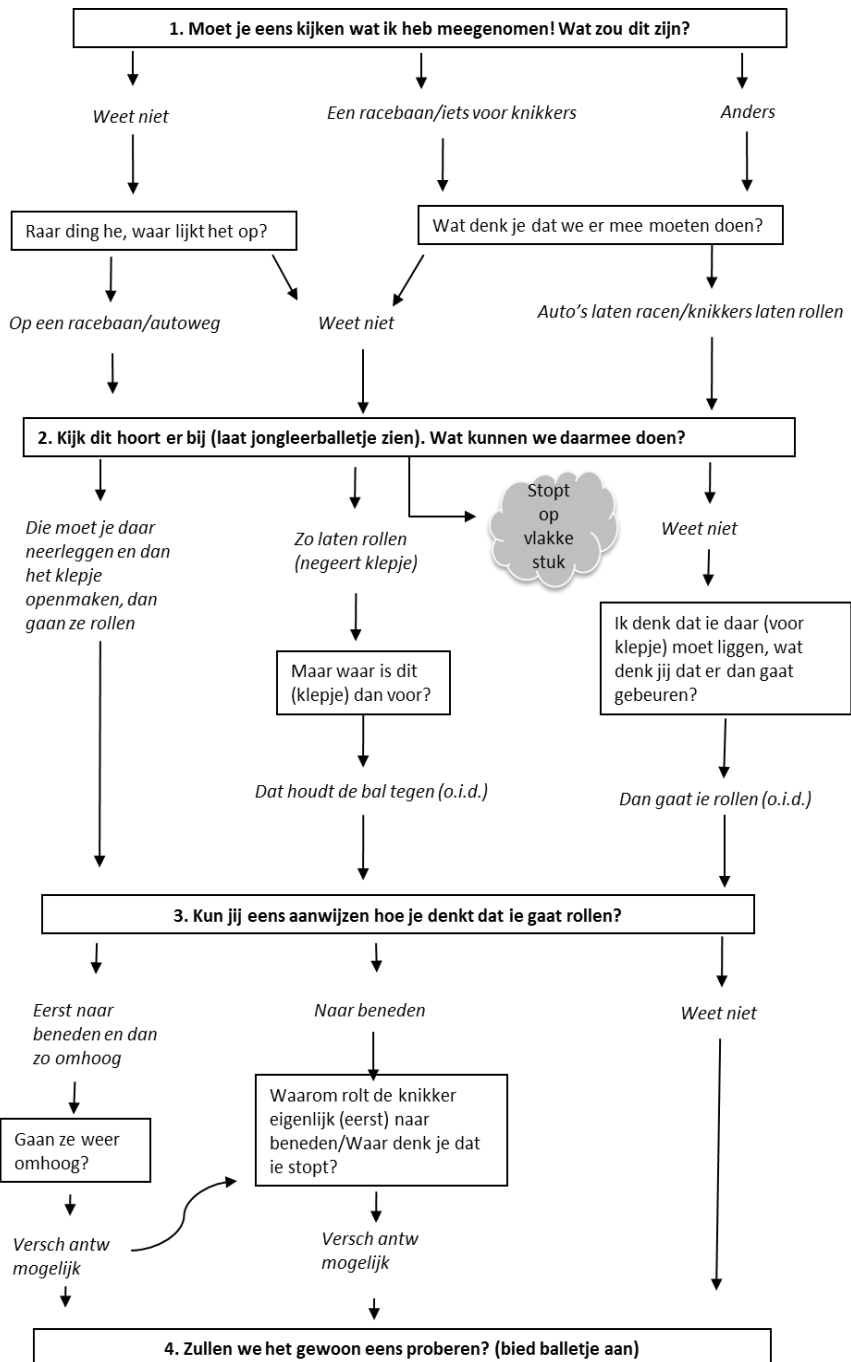 1. Moet je eens kijken wat ik heb meegenomen! Wat zou dit zijn?
Weet niet
Een racebaan/iets voor knikkers
Anders
Raar ding he, waar lijkt het op?
Wat denk je dat we er mee moeten doen?
Op een racebaan/autoweg
Weet niet
Auto's laten racen/knikkers laten rollen
2. Kijk dit hoort er bij (laat jongleerballetje zien). Wat kunnen we daarmee doen?
Die moet je daar
neerleggen en dan
het klepje
openmaken, dan
gaan ze rollen
Zo laten rollen
(negeert klepje)
Stopt
op
vlakke
stuk
Weet niet
Maar waar is dit
(klepje) dan voor?
Ik denk dat ie daar (voor
klepje) moet liggen, wat
denk jij dat er dan gaat
gebeuren?
Dat houdt de bal tegen (o.i.d.)
Dan gaat ie rollen (o.i.d.)
3. Kun jij eens aanwijzen hoe je denkt dat ie gaat rollen?
Eerst naar
beneden en dan
zo omhoog
Naar beneden
Weet niet
Gaan ze weer
omhoog?
Waarom rolt de knikker
eigenlijk (eerst) naar
beneden/Waar denk je dat
ie stopt?
Versch antw
mogelijk
Versch antw
mogelijk
4. Zullen we het gewoon eens proberen? (bied balletje aan)